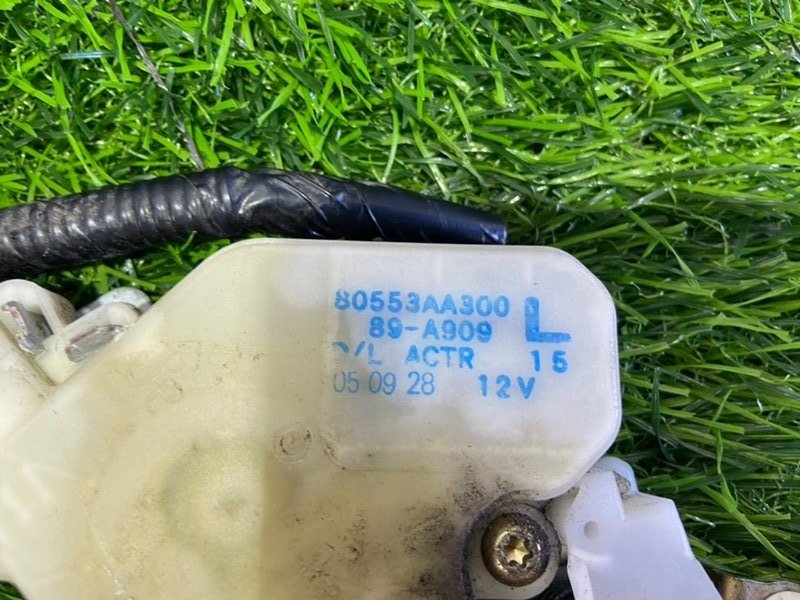 80553AA300 L
89-A909
D/L ACTR 15
05 09 28 12V